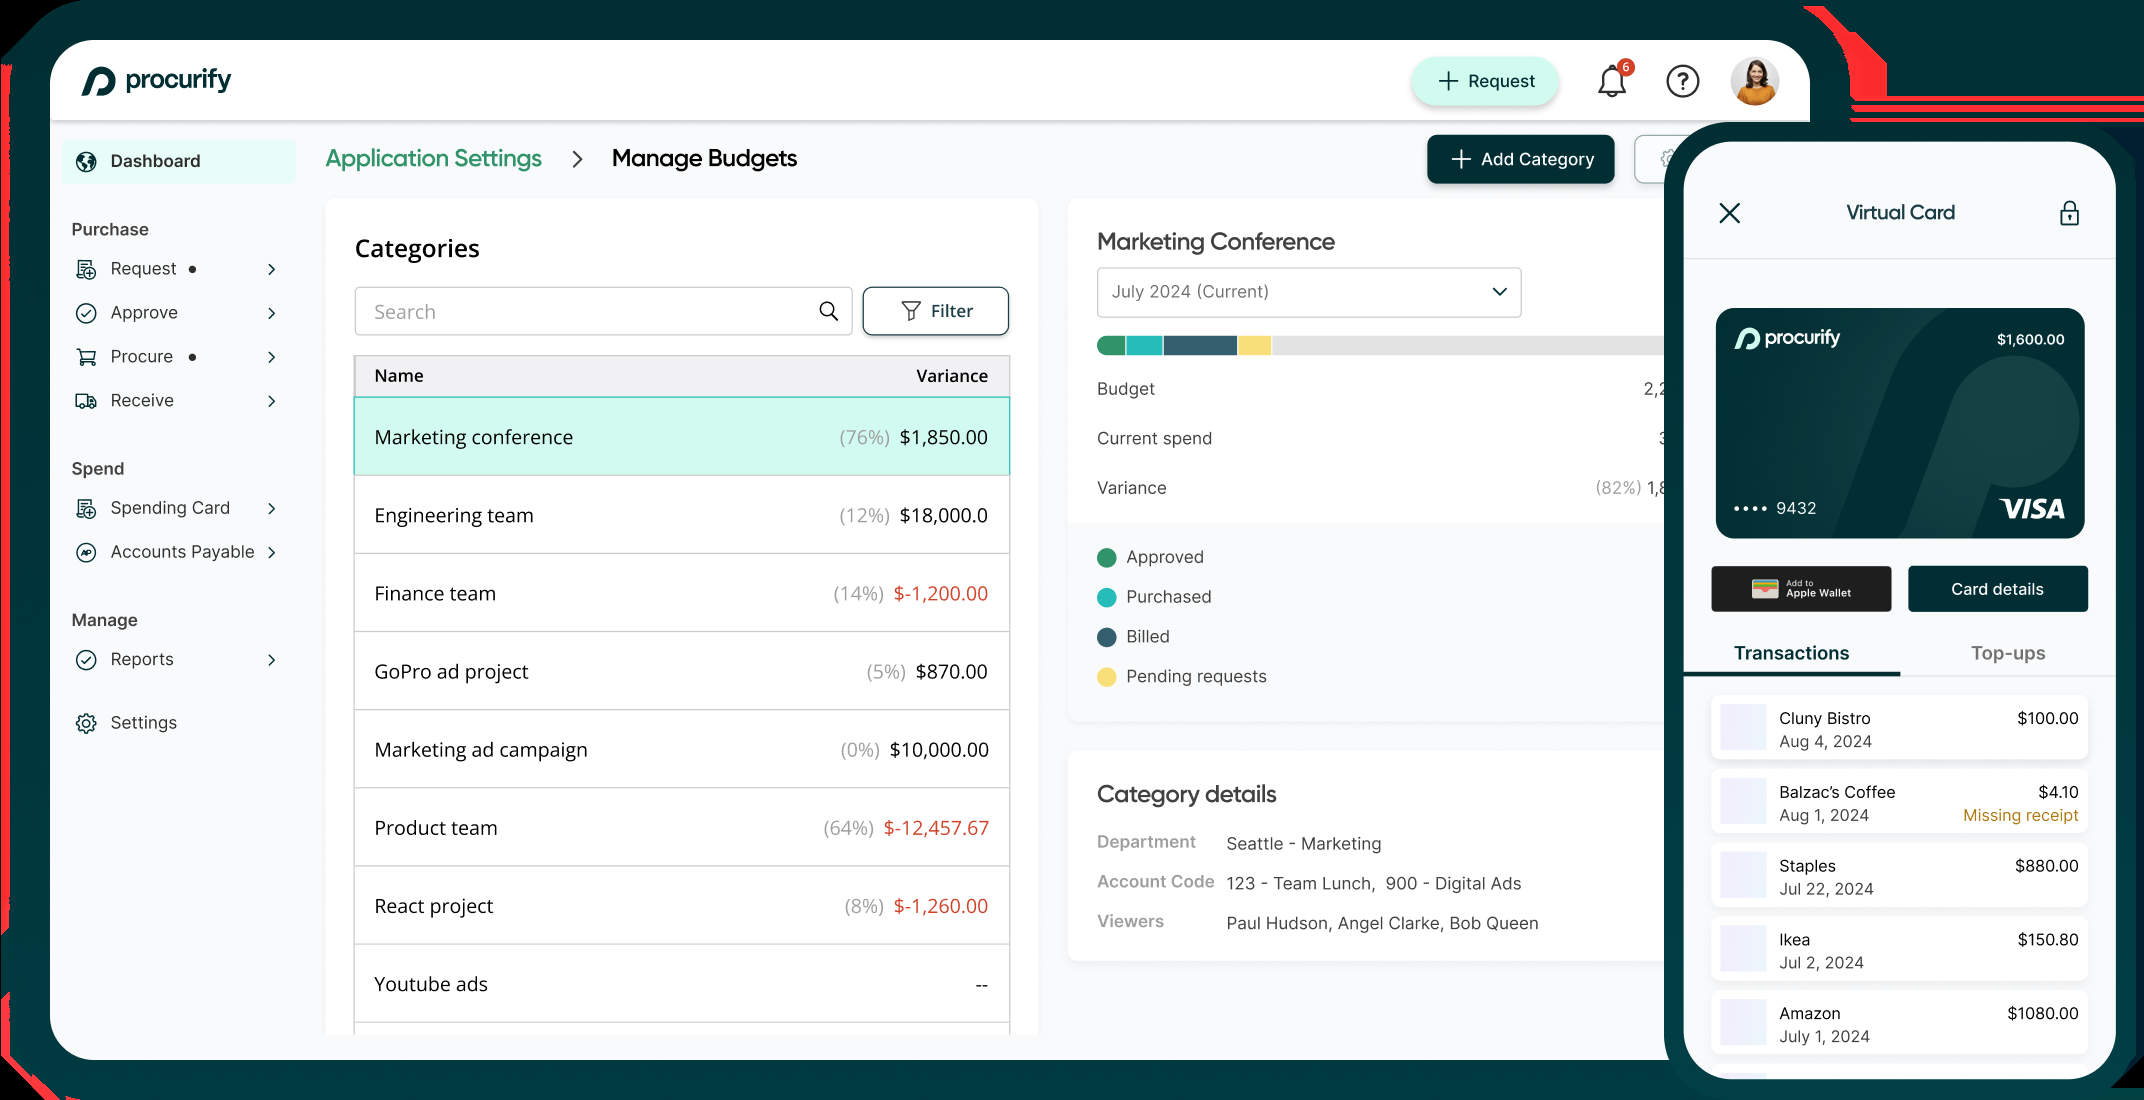 procurify
+ Request
6
Dashboard
Purchase
Request
Approve
Procure
Receive
Spend
Spending Card
AP Accounts Payable
Manage
Reports
Settings
Application Settings > Manage Budgets
+ Add Category
Categories
Search
Filter
Name Variance
Marketing conference (76%) $1,850.00
Engineering team (12%) $18,000.0
Finance team (14%) $-1,200.00
GoPro ad project (5%) $870.00
Marketing ad campaign (0%) $10,000.00
Product team (64%) $-12,457.67
React project (8%) $-1,260.00
Youtube ads --
Marketing Conference
July 2024 (Current)
Budget 2,2
Current spend
Variance (82%) 1,8
Approved
Purchased
Billed
Pending requests
Category details
Department Seattle - Marketing
Account Code 123 - Team Lunch, 900 - Digital Ads
Viewers Paul Hudson, Angel Clarke, Bob Queen
Virtual Card
procurify $1,600.00
•••• 9432 VISA
Add to
Apple Wallet
Card details
Transactions Top-ups
Cluny Bistro $100.00
Aug 4, 2024
Balzac’s Coffee $4.10
Aug 1, 2024 Missing receipt
Staples $880.00
Jul 22, 2024
Ikea $150.80
Jul 2, 2024
Amazon $1080.00
July 1, 2024